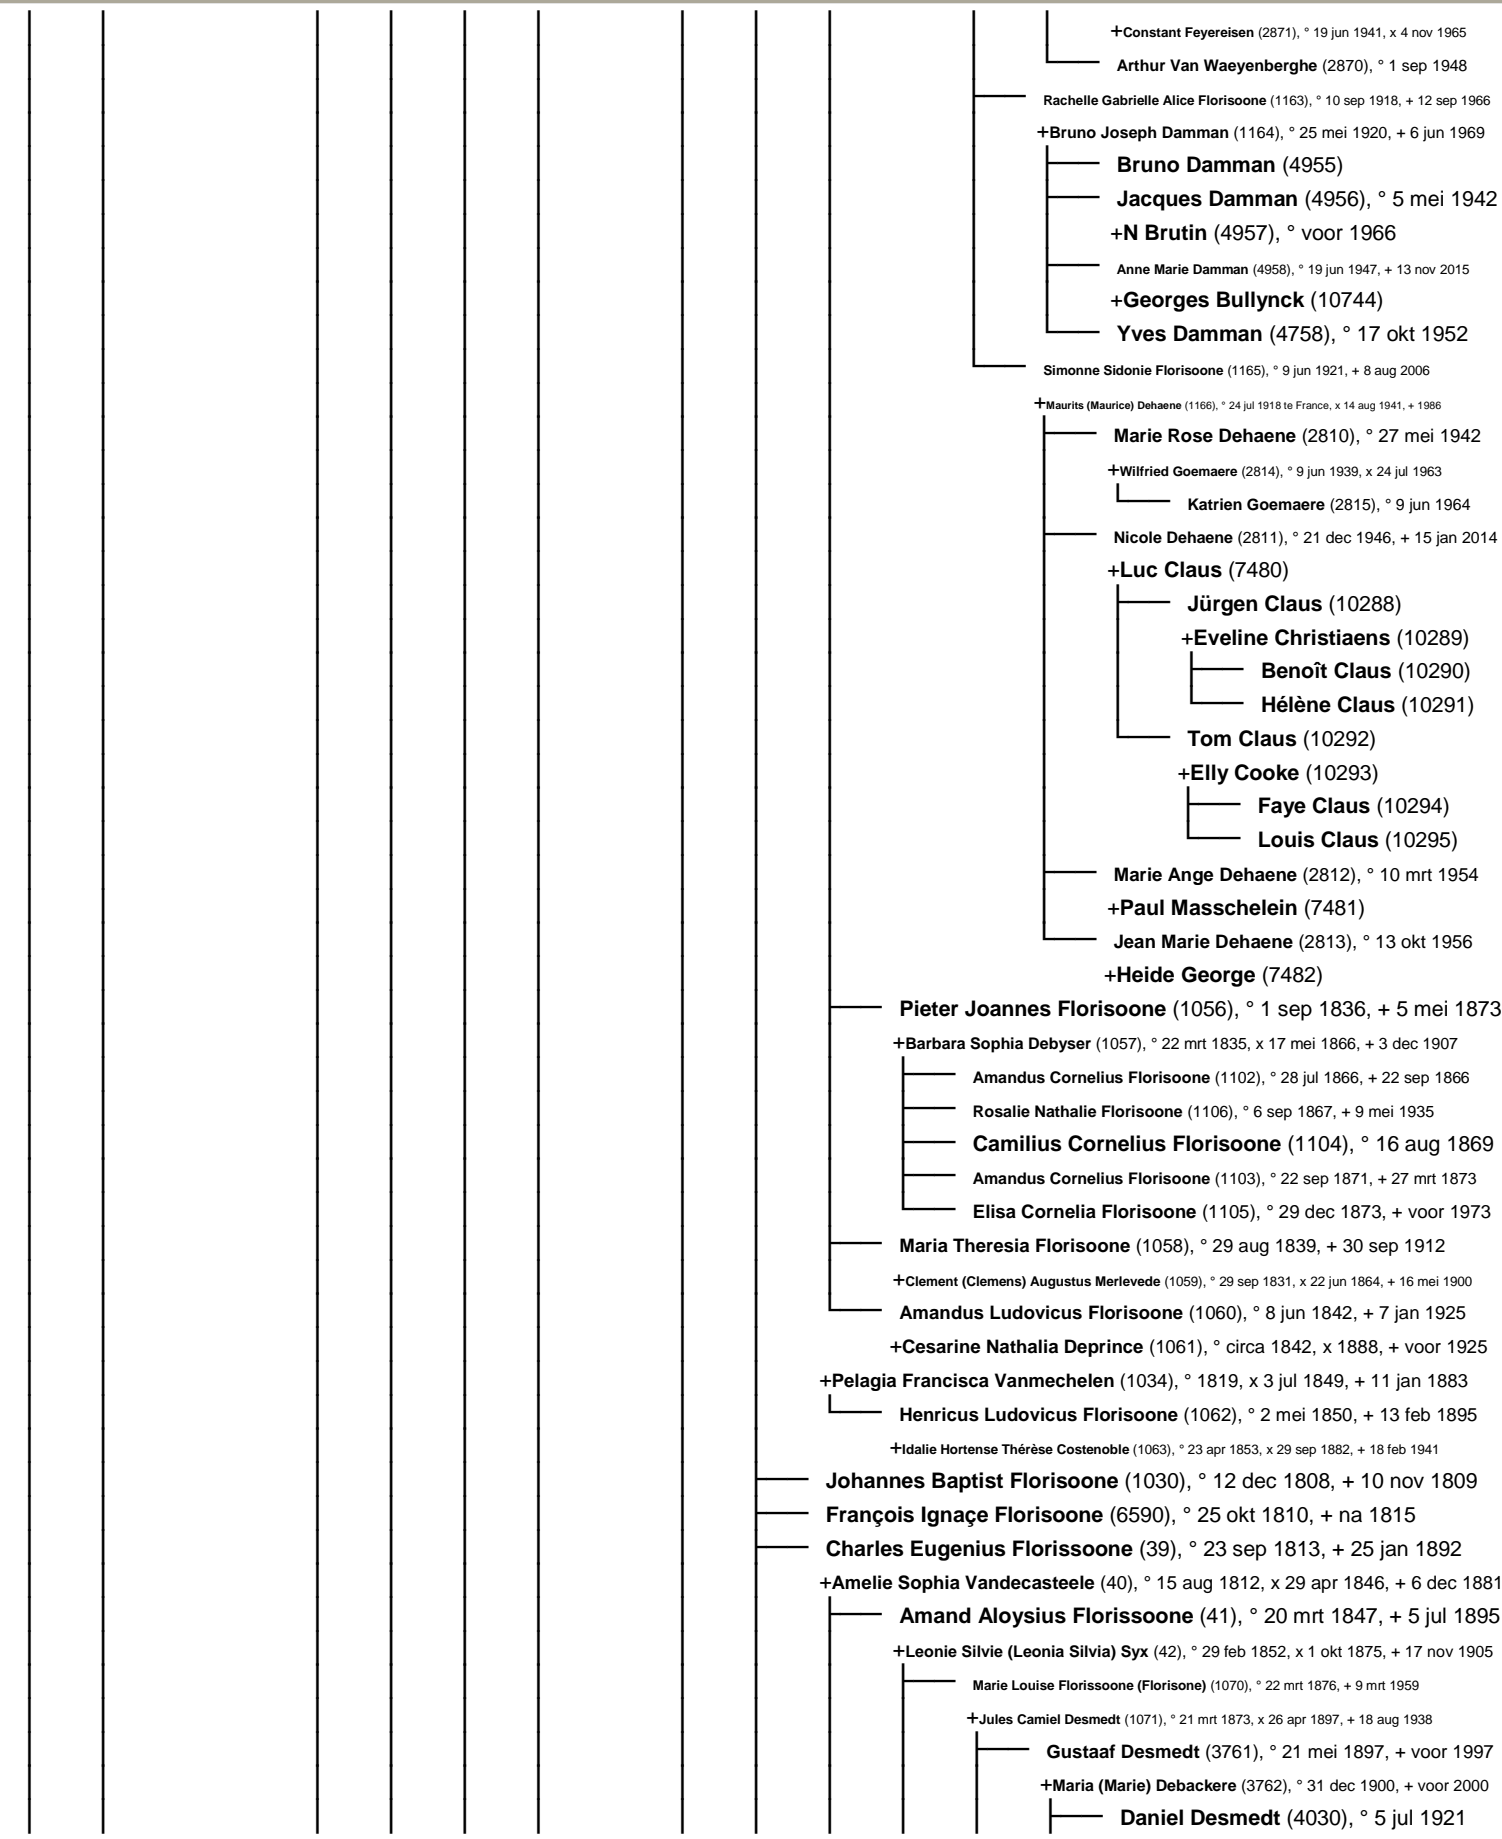 +Constant Feyereisen (2871), ° 19 jun 1941, x 4 nov 1965
Arthur Van Waeyenberghe (2870), ° 1 sep 1948
Rachelle Gabrielle Alice Florisoone (1163), ° 10 sep 1918, + 12 sep 1966
+Bruno Joseph Damman (1164), ° 25 mei 1920, + 6 jun 1969
Bruno Damman (4955)
Jacques Damman (4956), ° 5 mei 1942
+N Brutin (4957), ° voor 1966
Anne Marie Damman (4958), ° 19 jun 1947, + 13 nov 2015
+Georges Bullynck (10744)
Yves Damman (4758), ° 17 okt 1952
Simonne Sidonie Florisoone (1165), ° 9 jun 1921, + 8 aug 2006
+Maurits (Maurice) Dehaene (1166), ° 24 jul 1918 te France, x 14 aug 1941, + 1986
Marie Rose Dehaene (2810), ° 27 mei 1942
+Wilfried Goemaere (2814), ° 9 jun 1939, x 24 jul 1963
Katrien Goemaere (2815), ° 9 jun 1964
Nicole Dehaene (2811), ° 21 dec 1946, + 15 jan 2014
+Luc Claus (7480)
Jürgen Claus (10288)
+Eveline Christiaens (10289)
Benoît Claus (10290)
Hélène Claus (10291)
Tom Claus (10292)
+Elly Cooke (10293)
Faye Claus (10294)
Louis Claus (10295)
Marie Ange Dehaene (2812), ° 10 mrt 1954
+Paul Masschelein (7481)
Jean Marie Dehaene (2813), ° 13 okt 1956
+Heide George (7482)
Pieter Joannes Florisoone (1056), ° 1 sep 1836, + 5 mei 1873
+Barbara Sophia Debyser (1057), ° 22 mrt 1835, x 17 mei 1866, + 3 dec 1907
Amandus Cornelius Florisoone (1102), ° 28 jul 1866, + 22 sep 1866
Rosalie Nathalie Florisoone (1106), ° 6 sep 1867, + 9 mei 1935
Camilius Cornelius Florisoone (1104), ° 16 aug 1869
Amandus Cornelius Florisoone (1103), ° 22 sep 1871, + 27 mrt 1873
Elisa Cornelia Florisoone (1105), ° 29 dec 1873, + voor 1973
Maria Theresia Florisoone (1058), ° 29 aug 1839, + 30 sep 1912
+Clement (Clemens) Augustus Merlevede (1059), ° 29 sep 1831, x 22 jun 1864, + 16 mei 1900
Amandus Ludovicus Florisoone (1060), ° 8 jun 1842, + 7 jan 1925
+Cesarine Nathalia Deprince (1061), ° circa 1842, x 1888, + voor 1925
+Pelagia Francisca Vanmechelen (1034), ° 1819, x 3 jul 1849, + 11 jan 1883
Henricus Ludovicus Florisoone (1062), ° 2 mei 1850, + 13 feb 1895
+Idalie Hortense Thérèse Costenoble (1063), ° 23 apr 1853, x 29 sep 1882, + 18 feb 1941
Johannes Baptist Florisoone (1030), ° 12 dec 1808, + 10 nov 1809
François Ignaçe Florisoone (6590), ° 25 okt 1810, + na 1815
Charles Eugenius Florissoone (39), ° 23 sep 1813, + 25 jan 1892
+Amelie Sophia Vandecasteele (40), ° 15 aug 1812, x 29 apr 1846, + 6 dec 1881
Amand Aloysius Florissoone (41), ° 20 mrt 1847, + 5 jul 1895
+Leonie Silvie (Leonia Silvia) Syx (42), ° 29 feb 1852, x 1 okt 1875, + 17 nov 1905
Marie Louise Florissoone (Florisone) (1070), ° 22 mrt 1876, + 9 mrt 1959
+Jules Camiel Desmedt (1071), ° 21 mrt 1873, x 26 apr 1897, + 18 aug 1938
Gustaaf Desmedt (3761), ° 21 mei 1897, + voor 1997
+Maria (Marie) Debackere (3762), ° 31 dec 1900, + voor 2000
Daniel Desmedt (4030), ° 5 jul 1921